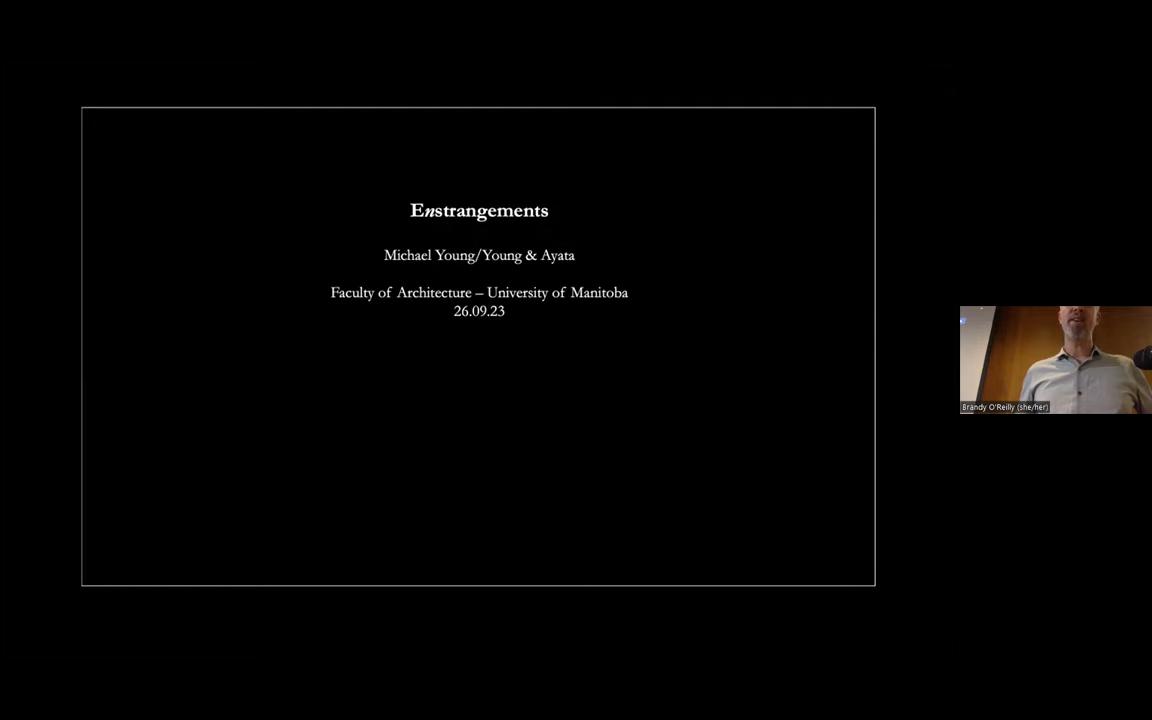 Enstrangements
Michael Young/Young & Ayata
Faculty of Architecture – University of Manitoba
26.09.23
Brandy O'Reilly (she/her)